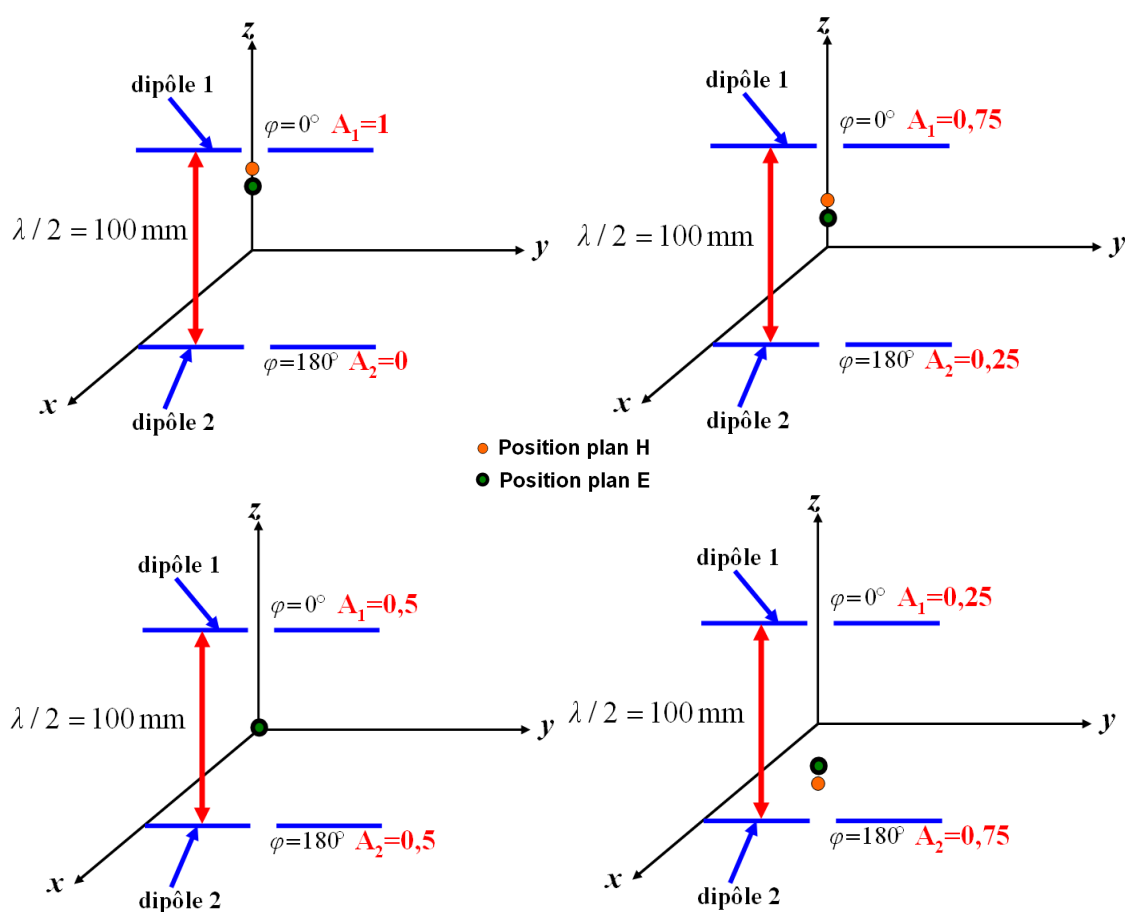 z
dipôle 1
φ=0° A₁=1
λ / 2 = 100 mm
y
φ=180° A₂=0
x
dipôle 2
z
dipôle 1
φ=0° A₁=0,75
λ / 2 = 100 mm
y
φ=180° A₂=0,25
x
dipôle 2
Position plan H
Position plan E
z
dipôle 1
φ=0° A₁=0,5
λ / 2 = 100 mm
y
φ=180° A₂=0,5
x
dipôle 2
z
dipôle 1
φ=0° A₁=0,25
λ / 2 = 100 mm
y
φ=180° A₂=0,75
x
dipôle 2